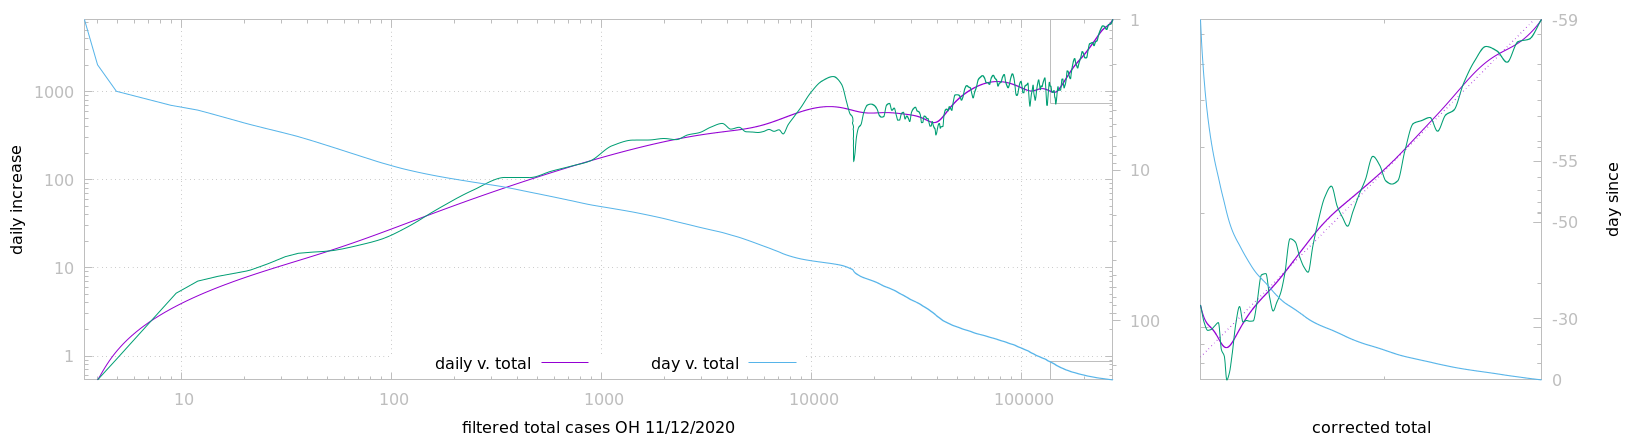 daily increase
1000
100
10
1
daily v. total
day v. total
10
100
1000
10000
100000
filtered total cases OH 11/12/2020
1
10
100
-59
-55
-50
-30
0
day since
corrected total